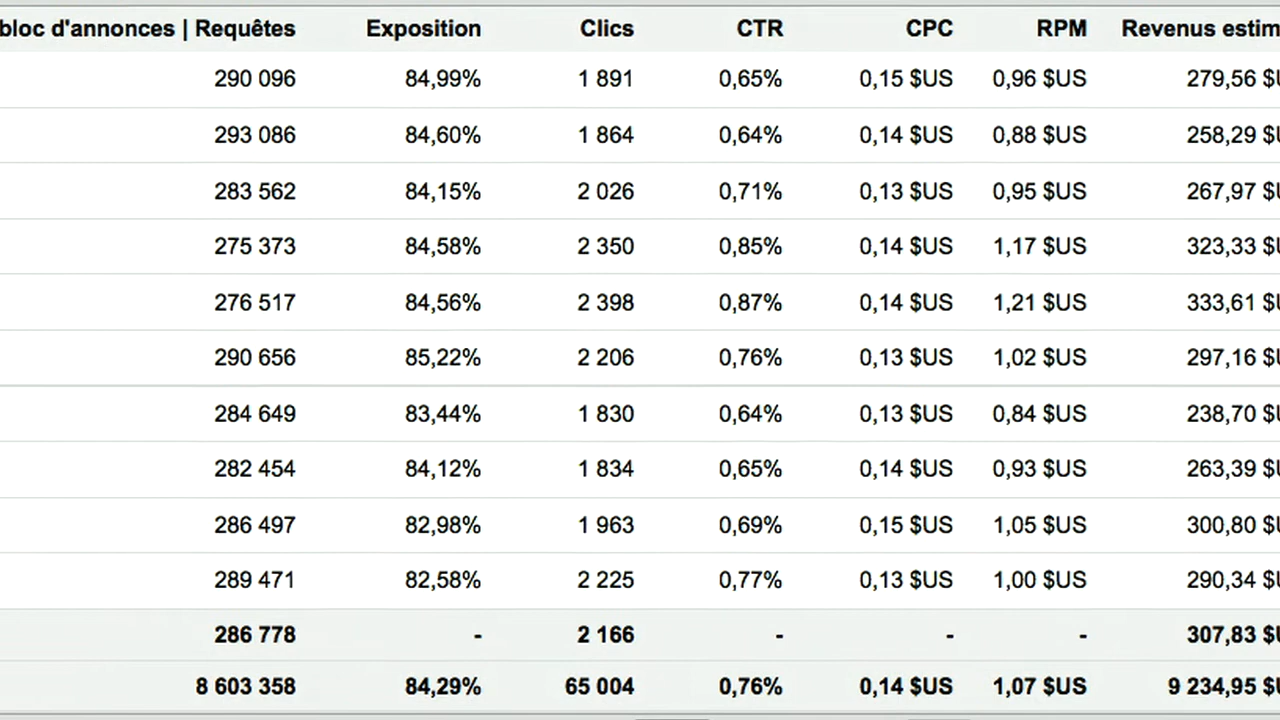 bloc d'annonces | Requêtes Exposition Clics CTR CPC RPM Revenus estim
290 096 84,99% 1 891 0,65% 0,15 $US 0,96 $US 279,56 $U
293 086 84,60% 1 864 0,64% 0,14 $US 0,88 $US 258,29 $U
283 562 84,15% 2 026 0,71% 0,13 $US 0,95 $US 267,97 $U
275 373 84,58% 2 350 0,85% 0,14 $US 1,17 $US 323,33 $U
276 517 84,56% 2 398 0,87% 0,14 $US 1,21 $US 333,61 $U
290 656 85,22% 2 206 0,76% 0,13 $US 1,02 $US 297,16 $U
284 649 83,44% 1 830 0,64% 0,13 $US 0,84 $US 238,70 $U
282 454 84,12% 1 834 0,65% 0,14 $US 0,93 $US 263,39 $U
286 497 82,98% 1 963 0,69% 0,15 $US 1,05 $US 300,80 $U
289 471 82,58% 2 225 0,77% 0,13 $US 1,00 $US 290,34 $U
286 778 - 2 166 - - - 307,83 $U
8 603 358 84,29% 65 004 0,76% 0,14 $US 1,07 $US 9 234,95 $U